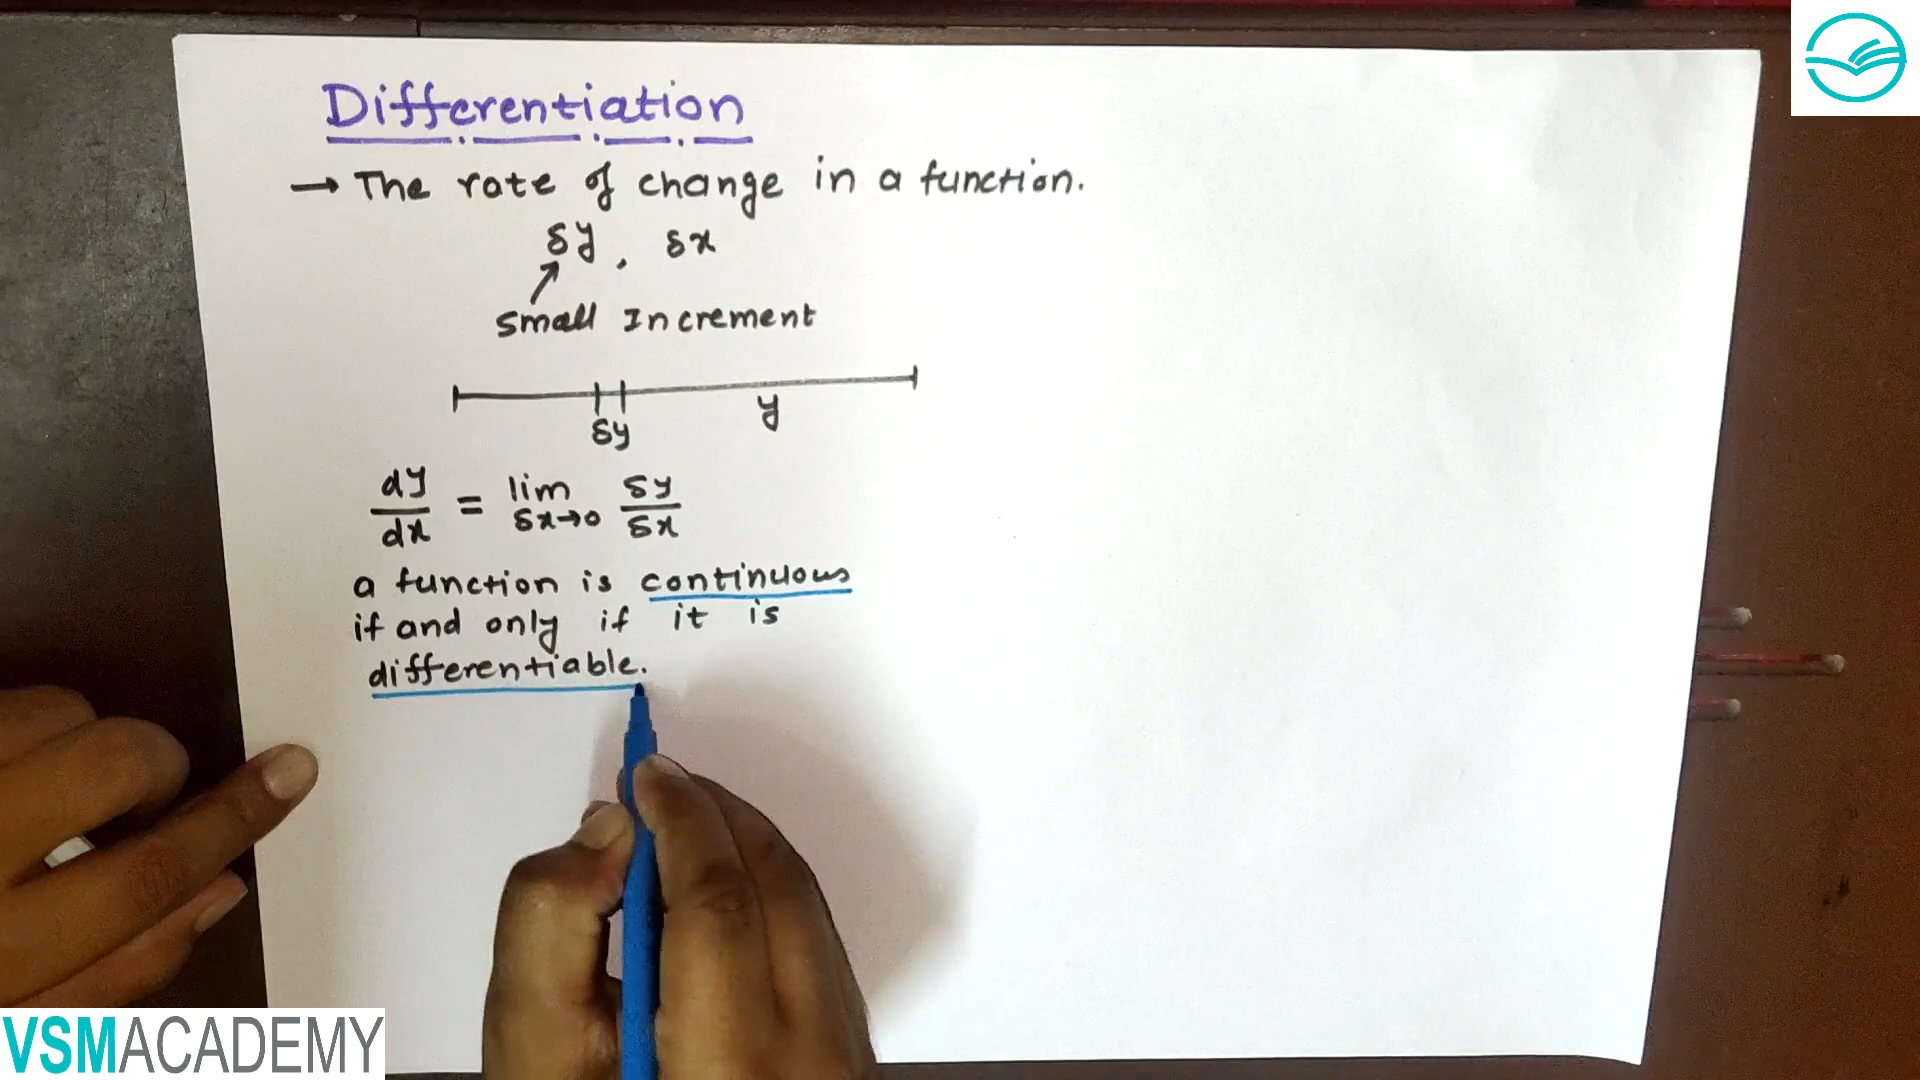 Differentiation
→ The rate of change in a function.
δy, δx
Small Increment
δy
y
dy/dx = lim δx→0 δy/δx
a function is continuous
if and only if it is
differentiable.
VSMACADEMY